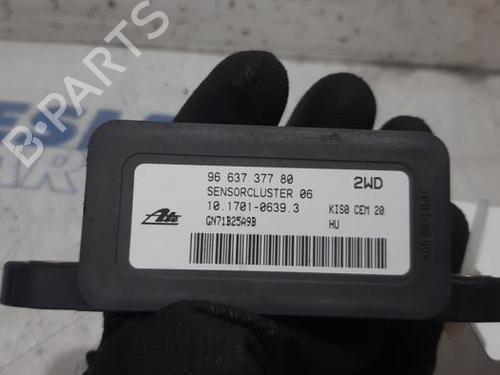 B-PARTS
96 637 377 80
2WD
SENSORCLUSTER 06
10.1701-0639.3
KIS0 CEM 20
Ate
GN71B25A9B
HU